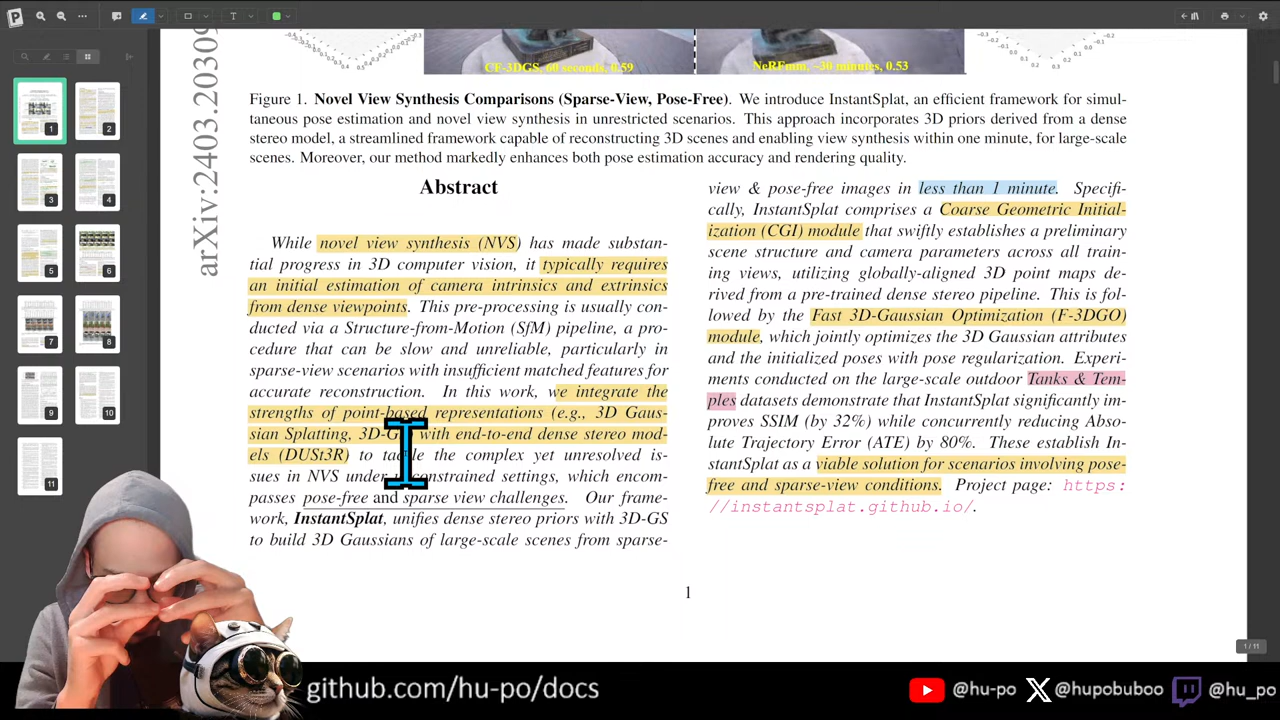 CF-3DGS, 60 seconds, 0.59
NeRFmm, ~30 minutes, 0.53
arXiv:2403.20309
Figure 1. Novel View Synthesis Comparisons (Sparse-View, Pose-Free). We introduce InstantSplat, an efficient framework for simul-
taneous pose estimation and novel view synthesis in unrestricted scenarios. This approach incorporates 3D priors derived from a dense
stereo model, a streamlined framework capable of reconstructing 3D scenes and enabling view synthesis within one minute, for large-scale
scenes. Moreover, our method markedly enhances both pose estimation accuracy and rendering quality.
Abstract
While novel view synthesis (NVS) has made substan-
tial progress in 3D computer vision, it typically requires
an initial estimation of camera intrinsics and extrinsics
from dense viewpoints. This pre-processing is usually con-
ducted via a Structure-from-Motion (SfM) pipeline, a pro-
cedure that can be slow and unreliable, particularly in
sparse-view scenarios with insufficient matched features for
accurate reconstruction. In this work, we integrate the
strengths of point-based representations (e.g., 3D Gaus-
sian Splatting, with end-to-end dense stereo mod-
els (DUSt3R) to the complex yet unresolved is-
sues in NVS under unconstrained settings, which encom-
passes pose-free and sparse view challenges. Our frame-
work, InstantSplat, unifies dense stereo priors with 3D-GS
to build 3D Gaussians of large-scale scenes from sparse-
view & pose-free images in less than 1 minute. Specifi-
cally, InstantSplat comprises a Coarse Geometric Initial-
ization (CGI) module that swiftly establishes a preliminary
scene structure and camera parameters across all train-
ing views, utilizing globally-aligned 3D point maps de-
rived from a pre-trained dense stereo pipeline. This is fol-
lowed by the Fast 3D-Gaussian Optimization (F-3DGO)
module, which jointly optimizes the 3D Gaussian attributes
and the initialized poses with pose regularization. Experi-
ments conducted on the large-scale outdoor Tanks & Tem-
ples datasets demonstrate that InstantSplat significantly im-
proves SSIM (by 32%) while concurrently reducing Abso-
lute Trajectory Error (ATE) by 80%. These establish In-
stantSplat as a viable solution for scenarios involving pose-
free and sparse-view conditions. Project page: https:
//instantsplat.github.io/.
1
1
2
3
4
5
6
7
8
9
10
11
1/11
github.com/hu-po/docs
@hu-po
@hupobuboo
@hu_po